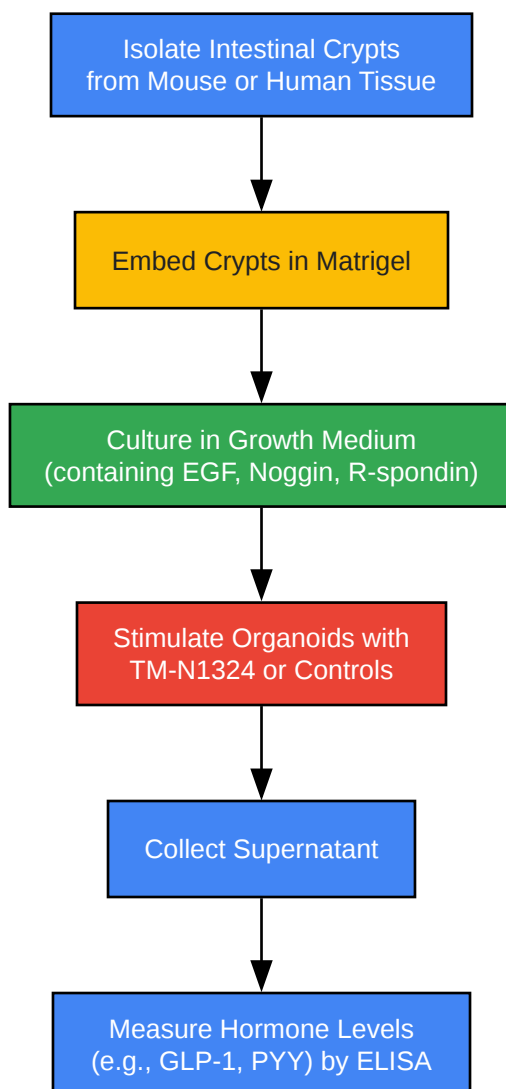 Isolate Intestinal Crypts
from Mouse or Human Tissue
Embed Crypts in Matrigel
Culture in Growth Medium
(containing EGF, Noggin, R-spondin)
Stimulate Organoids with
TM-N1324 or Controls
Collect Supernatant
Measure Hormone Levels
(e.g., GLP-1, PYY) by ELISA